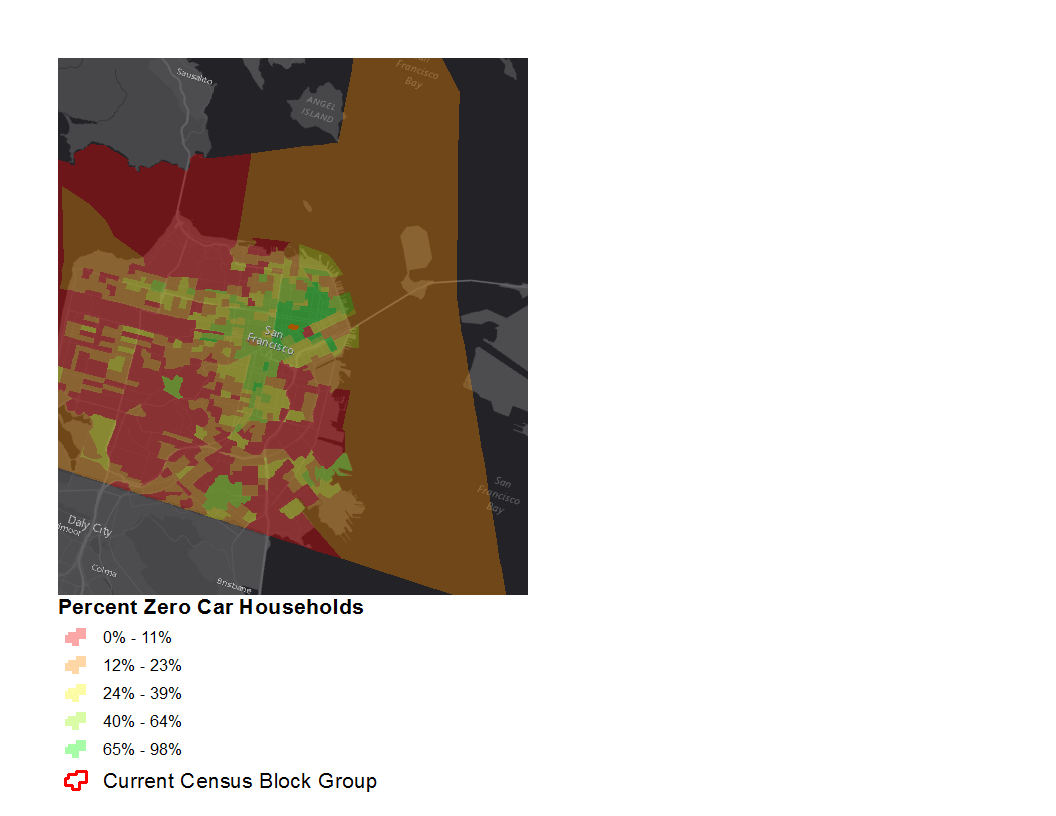 Sausalito
Francisco
Bay
ANGEL
ISLAND
San
Francisco
San
Francisco
Bay
Daly City
Colma
Brisbane
Percent Zero Car Households
0% - 11%
12% - 23%
24% - 39%
40% - 64%
65% - 98%
Current Census Block Group